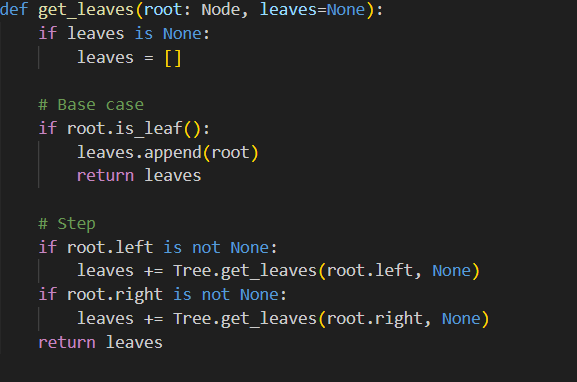 def get_leaves(root: Node, leaves=None):
    if leaves is None:
        leaves = []

    # Base case
    if root.is_leaf():
        leaves.append(root)
        return leaves

    # Step
    if root.left is not None:
        leaves += Tree.get_leaves(root.left, None)
    if root.right is not None:
        leaves += Tree.get_leaves(root.right, None)
    return leaves